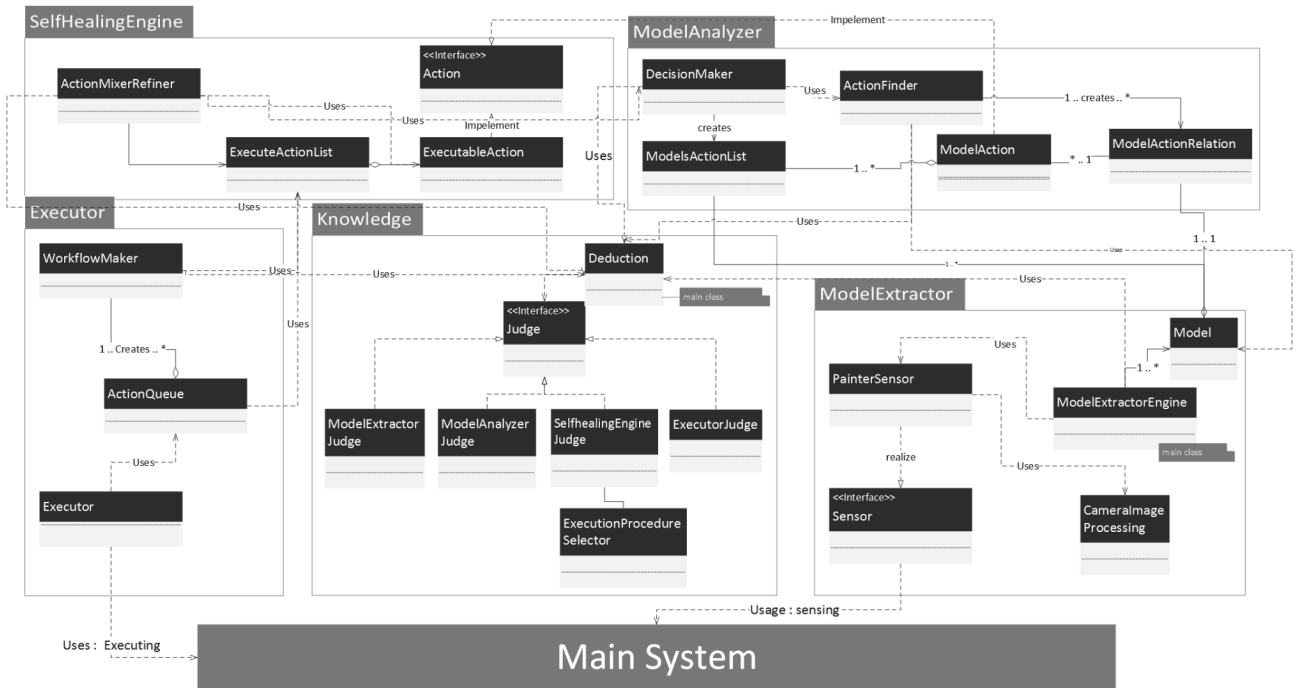 SelfHealingEngine
Impelement
ModelAnalyzer
<<Interface>>
Action
ActionMixerRefiner
DecisionMaker
ActionFinder
Uses
Uses
Uses
1 .. creates .. *
Impelement
creates
ExecuteActionList
ExecutableAction
Uses
ModelsActionList
1 .. *
ModelAction
* .. 1
ModelActionRelation
Executor
Uses
Knowledge
Uses
WorkflowMaker
Uses
Uses
Deduction
1 .. 1
Uses
1..*
Uses
main class
ModelExtractor
<<Interface>>
Judge
Uses
Model
1 .. Creates .. *
Uses
1 .. *
ActionQueue
PainterSensor
ModelExtractorEngine
main class
ModelExtractor
Judge
ModelAnalyzer
Judge
SelfhealingEngine
Judge
ExecutorJudge
Uses
realize
Uses
Executor
<<Interface>>
Sensor
CameraImage
Processing
ExecutionProcedure
Selector
Usage : sensing
Uses :  Executing
Main System